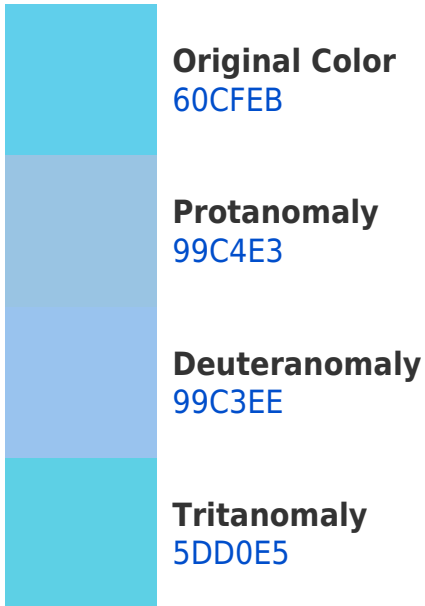 Original Color
60CFEB
Protanomaly
99C4E3
Deuteranomaly
99C3EE
Tritanomaly
5DD0E5